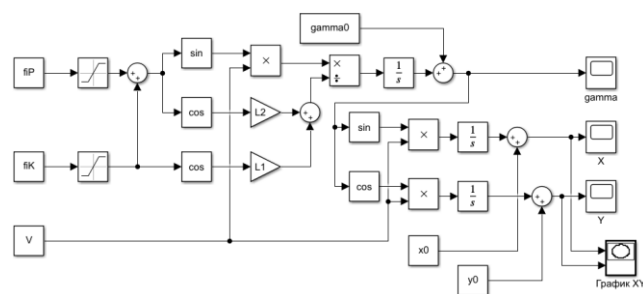 gamma0
fiP
sin
×
×
÷
1
s
gamma
cos
L2
sin
×
1
s
X
fiK
cos
L1
cos
×
1
s
Y
V
x0
y0
График XY